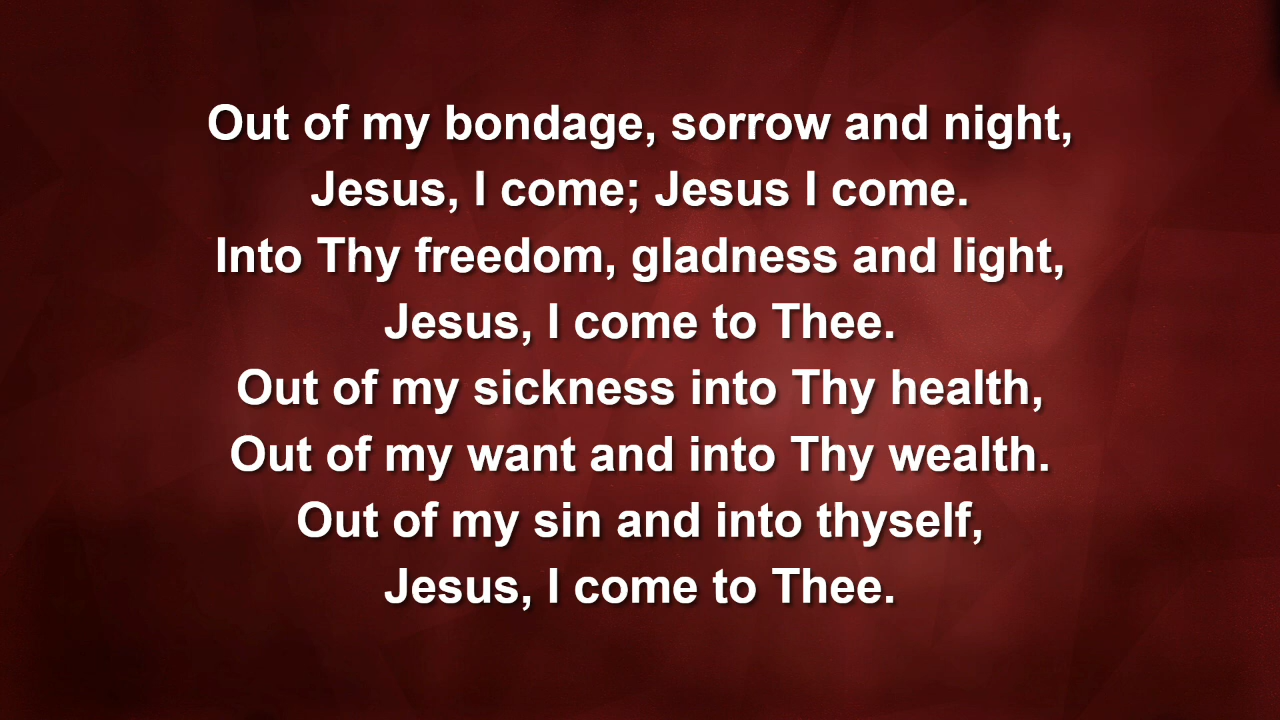 Out of my bondage, sorrow and night,
Jesus, I come; Jesus I come.
Into Thy freedom, gladness and light,
Jesus, I come to Thee.
Out of my sickness into Thy health,
Out of my want and into Thy wealth.
Out of my sin and into thyself,
Jesus, I come to Thee.